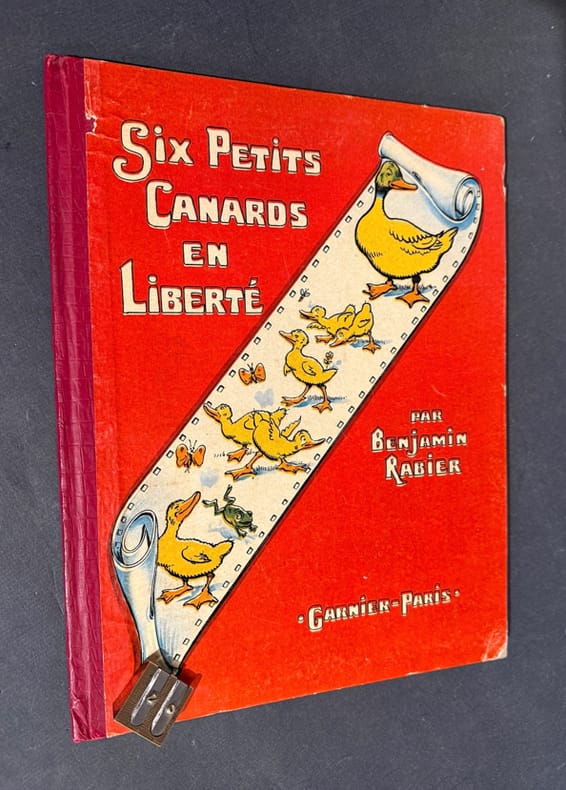 Six Petits
Canards
en
Liberté
par
Benjamin
Rabier
• Garnier = Paris •